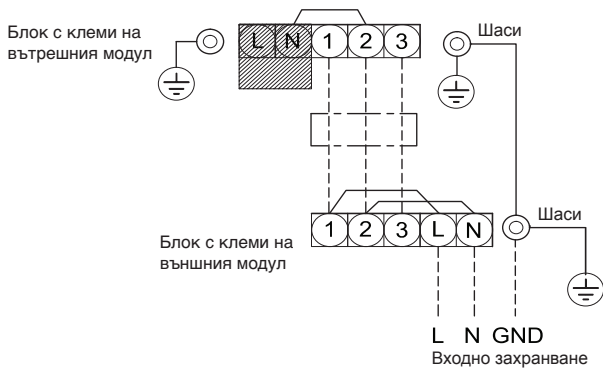 Блок с клеми на
вътрешния модул
L N 1 2 3
Шаси
1 2 3 L N
Шаси
Блок с клеми на
външния модул
L N GND
Входно захранване